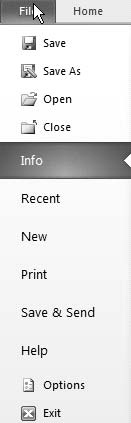 File Home
Save
Save As
Open
Close
Info
Recent
New
Print
Save & Send
Help
Options
Exit